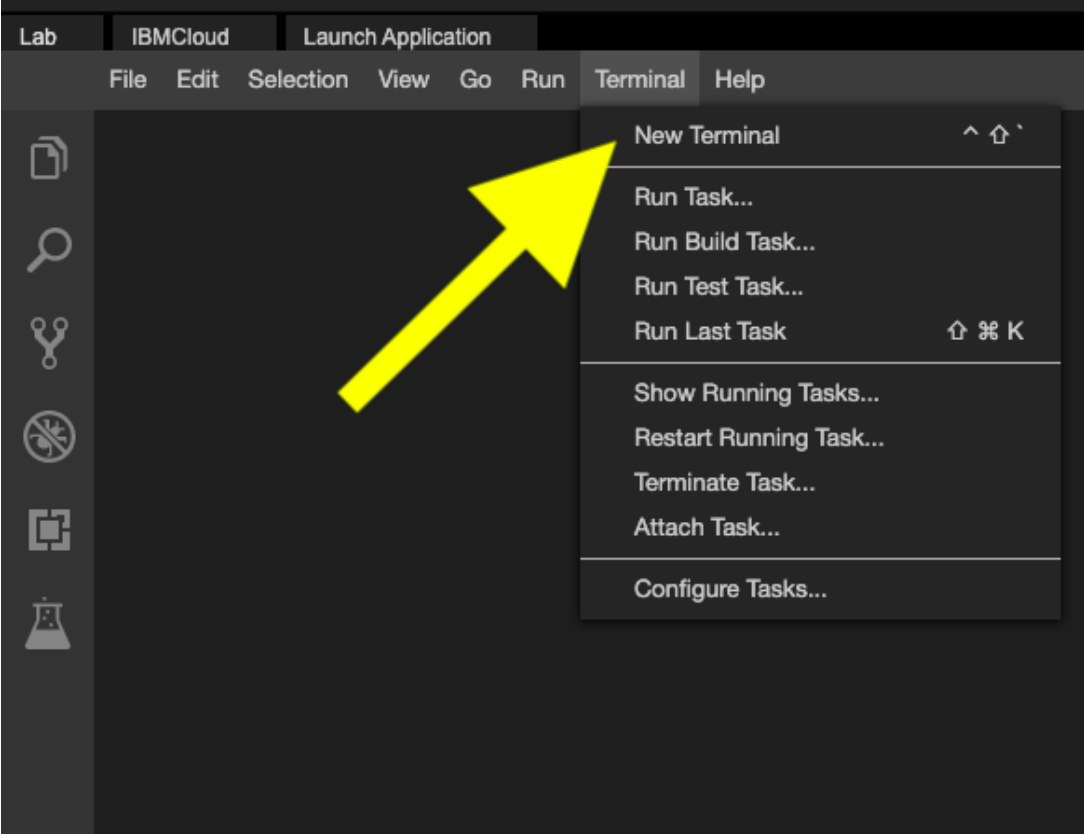 Lab IBMCloud Launch Application
File Edit Selection View Go Run Terminal Help
New Terminal ^ ⇧ `
Run Task...
Run Build Task...
Run Test Task...
Run Last Task ⇧ ⌘ K
Show Running Tasks...
Restart Running Task...
Terminate Task...
Attach Task...
Configure Tasks...